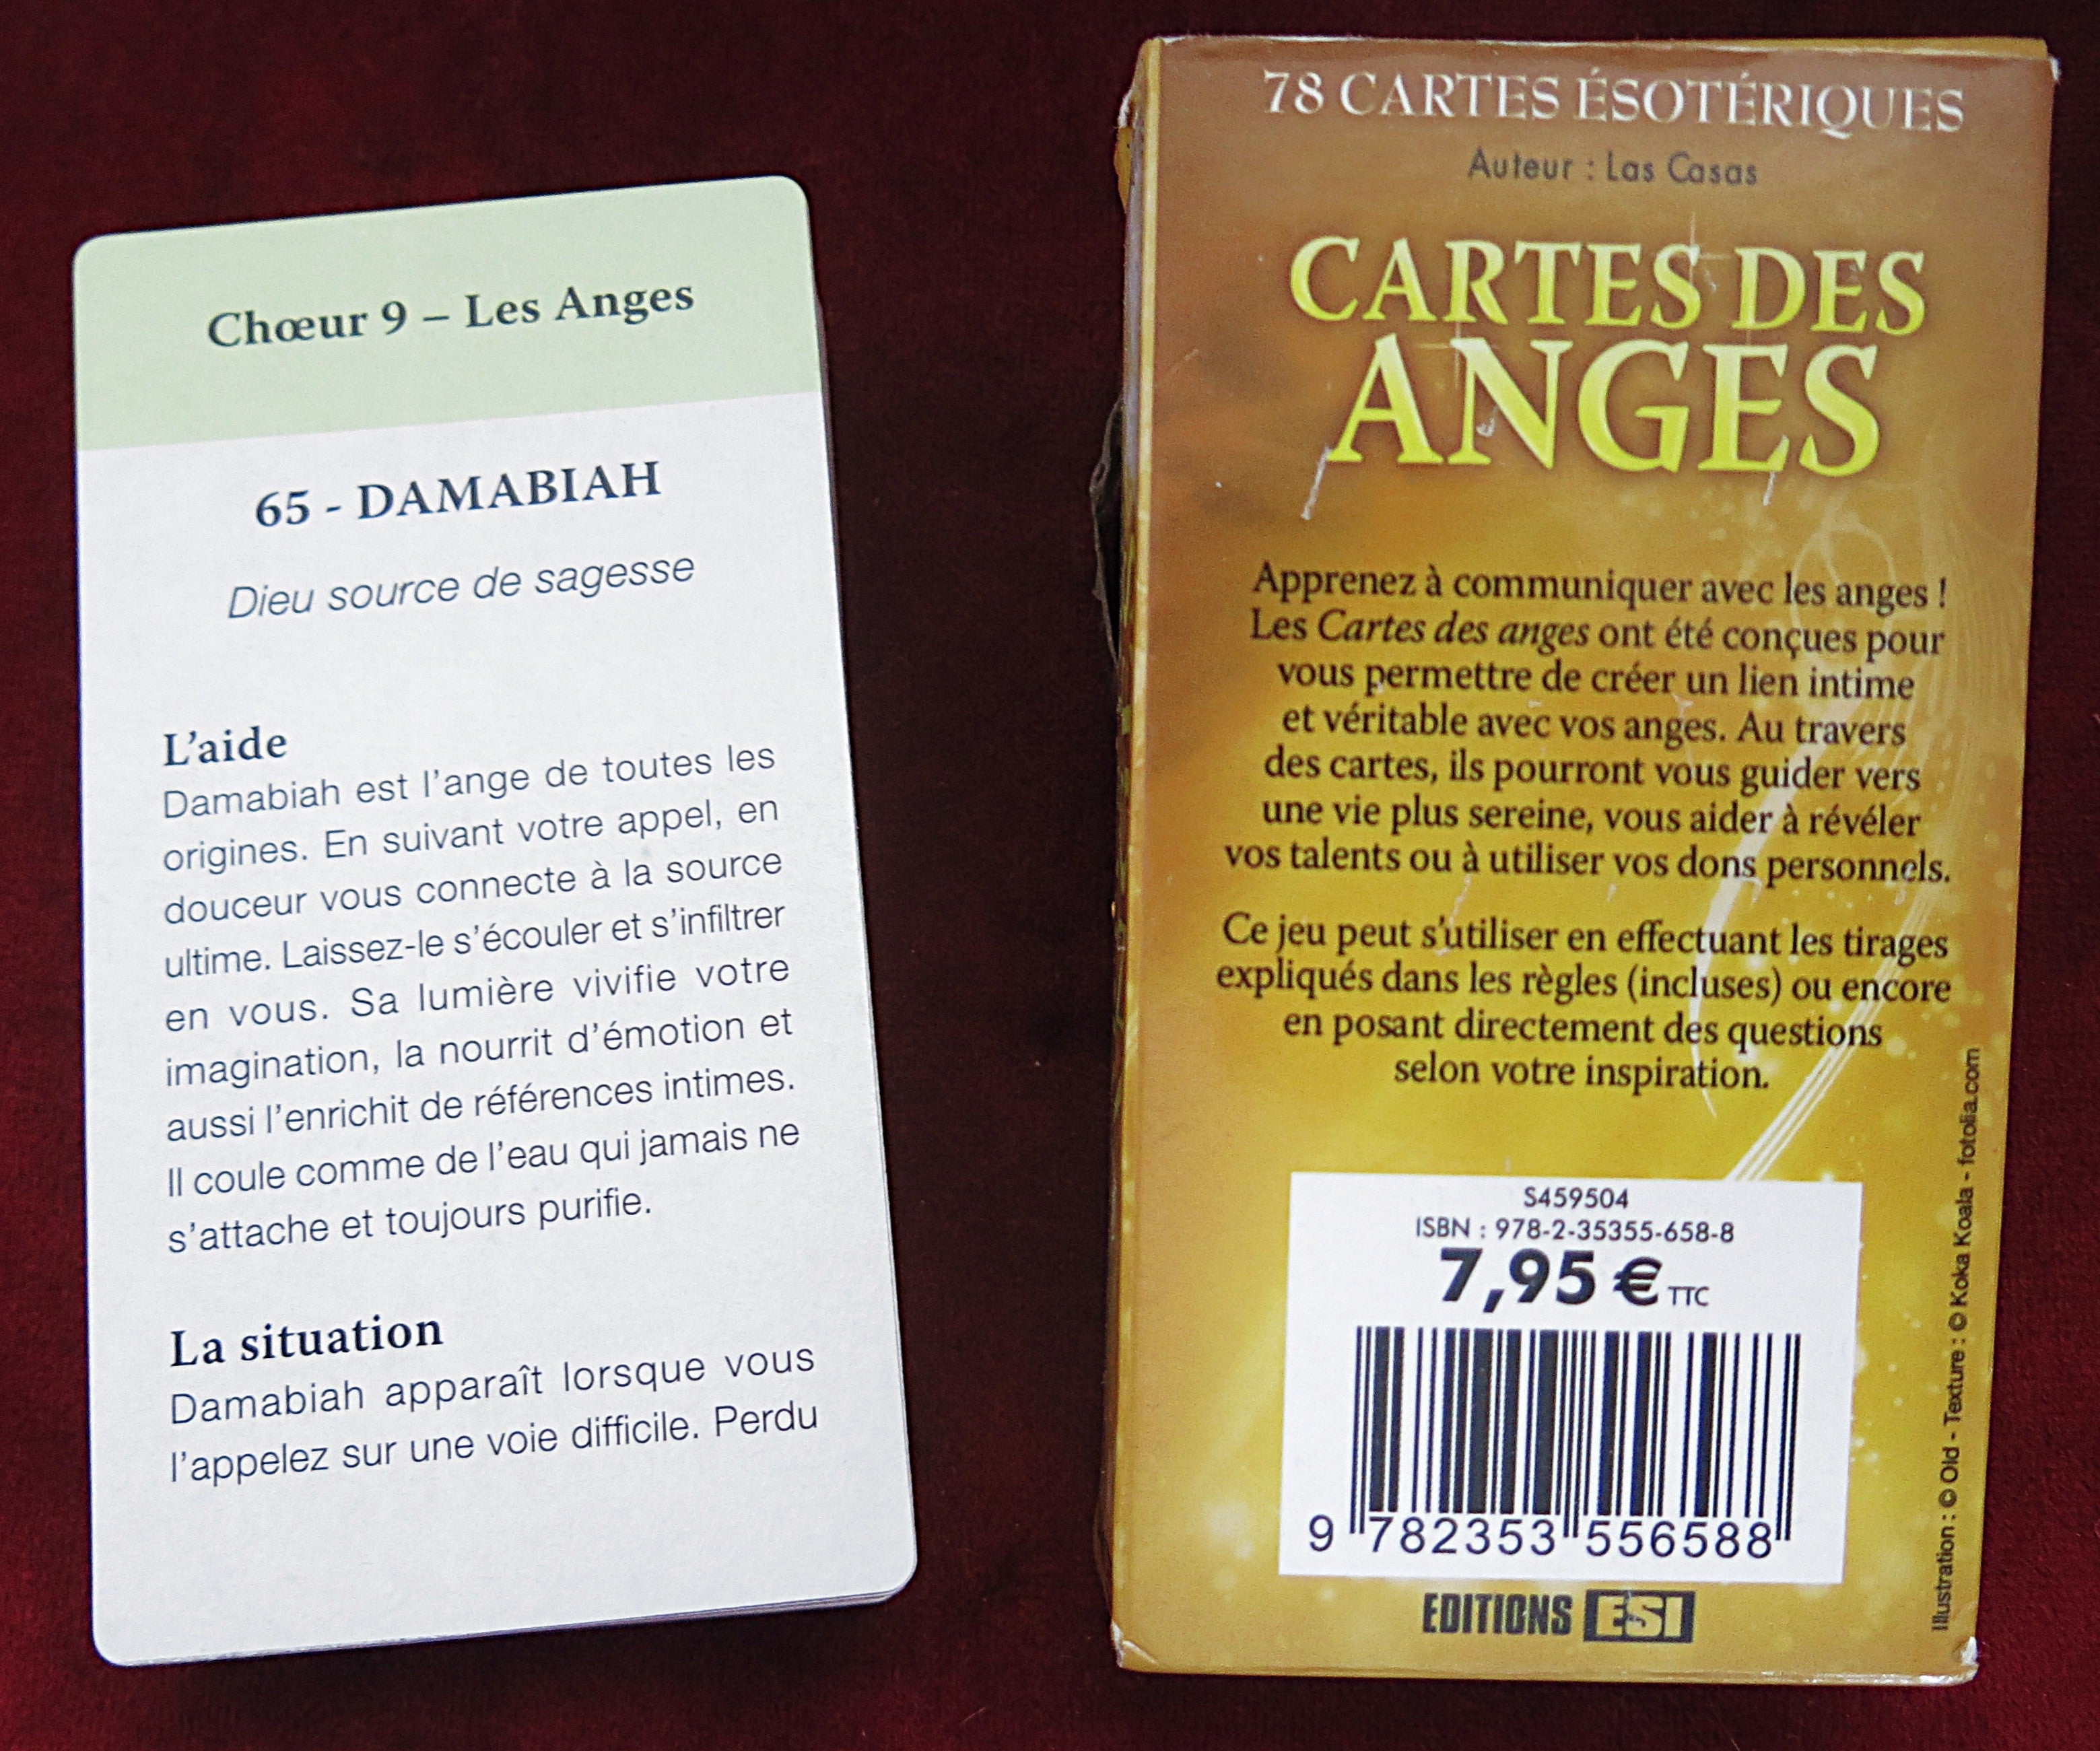 Chœur 9 – Les Anges
65 - DAMABIAH
Dieu source de sagesse
L'aide
Damabiah est l'ange de toutes les
origines. En suivant votre appel, en
douceur vous connecte à la source
ultime. Laissez-le s'écouler et s'infiltrer
en vous. Sa lumière vivifie votre
imagination, la nourrit d'émotion et
aussi l'enrichit de références intimes.
Il coule comme de l'eau qui jamais ne
s'attache et toujours purifie.
La situation
Damabiah apparaît lorsque vous
l'appelez sur une voie difficile. Perdu
78 CARTES ÉSOTÉRIQUES
Auteur : Las Casas
CARTES DES
ANGES
Apprenez à communiquer avec les anges !
Les Cartes des anges ont été conçues pour
vous permettre de créer un lien intime
et véritable avec vos anges. Au travers
des cartes, ils pourront vous guider vers
une vie plus sereine, vous aider à révéler
vos talents ou à utiliser vos dons personnels.
Ce jeu peut s'utiliser en effectuant les tirages
expliqués dans les règles (incluses) ou encore
en posant directement des questions
selon votre inspiration.
S459504
ISBN : 978-2-35355-658-8
7,95 € TTC
9 782353 556588
EDITIONS ESI
Illustration : © Old - Texture : © Koka Koala - fotolia.com